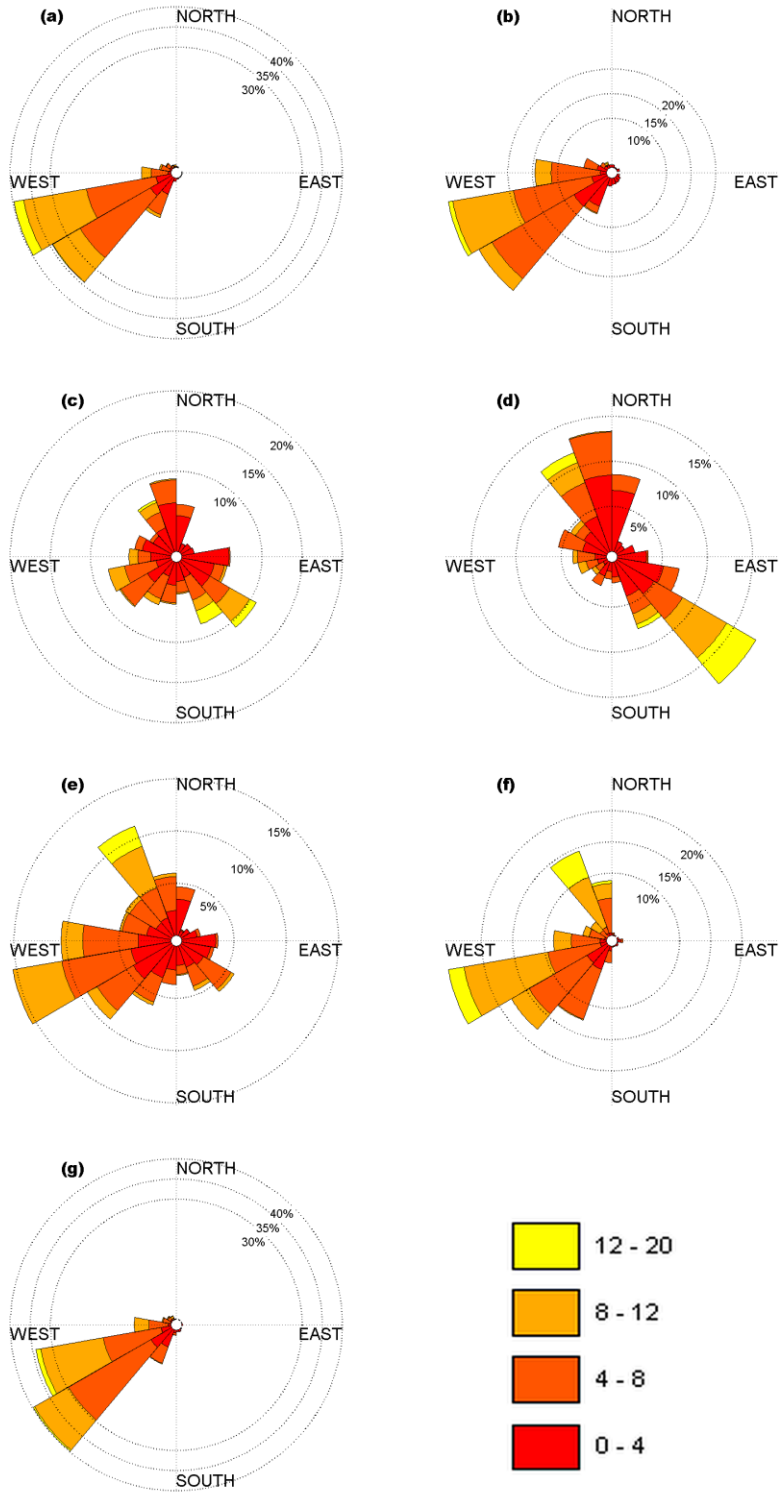 (a)
NORTH
40%
35%
30%
WEST
EAST
SOUTH
(b)
NORTH
20%
15%
10%
WEST
EAST
SOUTH
(c)
NORTH
20%
15%
10%
WEST
EAST
SOUTH
(d)
NORTH
15%
10%
5%
WEST
EAST
SOUTH
(e)
NORTH
15%
10%
5%
WEST
EAST
SOUTH
(f)
NORTH
20%
15%
10%
WEST
EAST
SOUTH
(g)
NORTH
40%
35%
30%
WEST
EAST
SOUTH
12 - 20
8 - 12
4 - 8
0 - 4